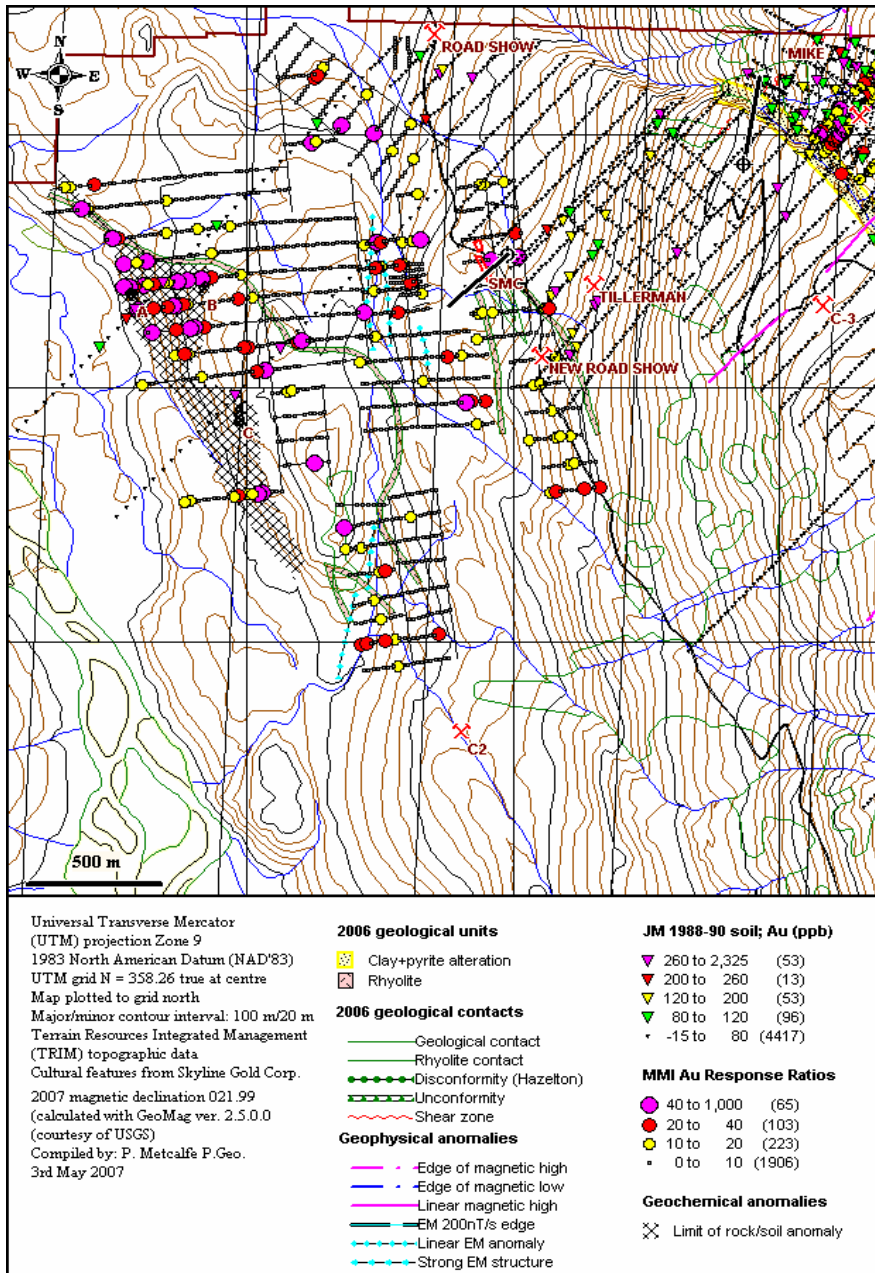 N
W E
S
ROAD SHOW
MIKE
SMC
TILLERMAN
C-3
NEW ROAD SHOW
A
B
C
C2
500 m
Universal Transverse Mercator
(UTM) projection Zone 9
1983 North American Datum (NAD'83)
UTM grid N = 358.26 true at centre
Map plotted to grid north
Major/minor contour interval: 100 m/20 m
Terrain Resources Integrated Management
(TRIM) topographic data
Cultural features from Skyline Gold Corp.
2007 magnetic declination 021.99
(calculated with GeoMag ver. 2.5.0.0
(courtesy of USGS)
Compiled by: P. Metcalfe P.Geo.
3rd May 2007
2006 geological units
Clay+pyrite alteration
Rhyolite
2006 geological contacts
Geological contact
Rhyolite contact
Disconformity (Hazelton)
Unconformity
Shear zone
Geophysical anomalies
Edge of magnetic high
Edge of magnetic low
Linear magnetic high
EM 200nT/s edge
Linear EM anomaly
Strong EM structure
JM 1988-90 soil; Au (ppb)
260 to 2,325 (53)
200 to 260 (13)
120 to 200 (53)
80 to 120 (96)
-15 to 80 (4417)
MMI Au Response Ratios
40 to 1,000 (65)
20 to 40 (103)
10 to 20 (223)
0 to 10 (1906)
Geochemical anomalies
Limit of rock/soil anomaly